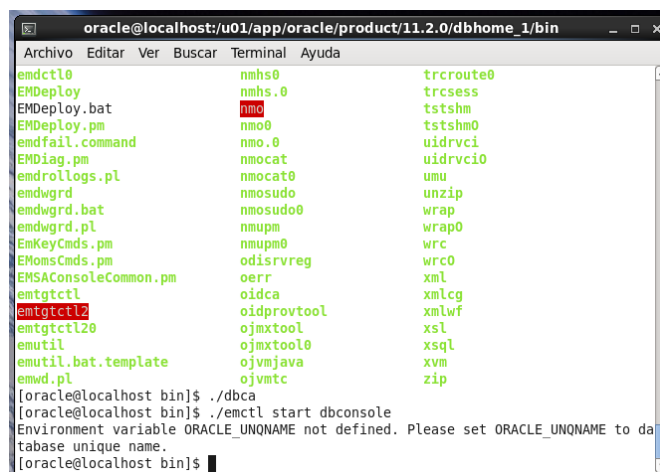 oracle@localhost:/u01/app/oracle/product/11.2.0/dbhome_1/bin
Archivo Editar Ver Buscar Terminal Ayuda
emdctl0 nmhs0 trcroute0
EMDeploy nmhs.0 trcsess
EMDeploy.bat nmo tstshm
EMDeploy.pm nmo0 tstshmO
emdfail.command nmo.0 uidrvci
EMDiag.pm nmocat uidrvciO
emdrollogs.pl nmocat0 umu
emdwgrd nmosudo unzip
emdwgrd.bat nmosudo0 wrap
emdwgrd.pl nmupm wrapO
EmKeyCmds.pm nmupm0 wrc
EMomsCmds.pm odisrvreg wrcO
EMSAConsoleCommon.pm oerr xml
emtgtctl oidca xmlcg
emtgtctl2 oidprovtool xmlwf
emtgtctl20 ojmxtool xsl
emutil ojmxtool0 xsql
emutil.bat.template ojvmjava xvm
emwd.pl ojvmtc zip
[oracle@localhost bin]$ ./dbca
[oracle@localhost bin]$ ./emctl start dbconsole
Environment variable ORACLE_UNQNAME not defined. Please set ORACLE_UNQNAME to da
tabase unique name.
[oracle@localhost bin]$